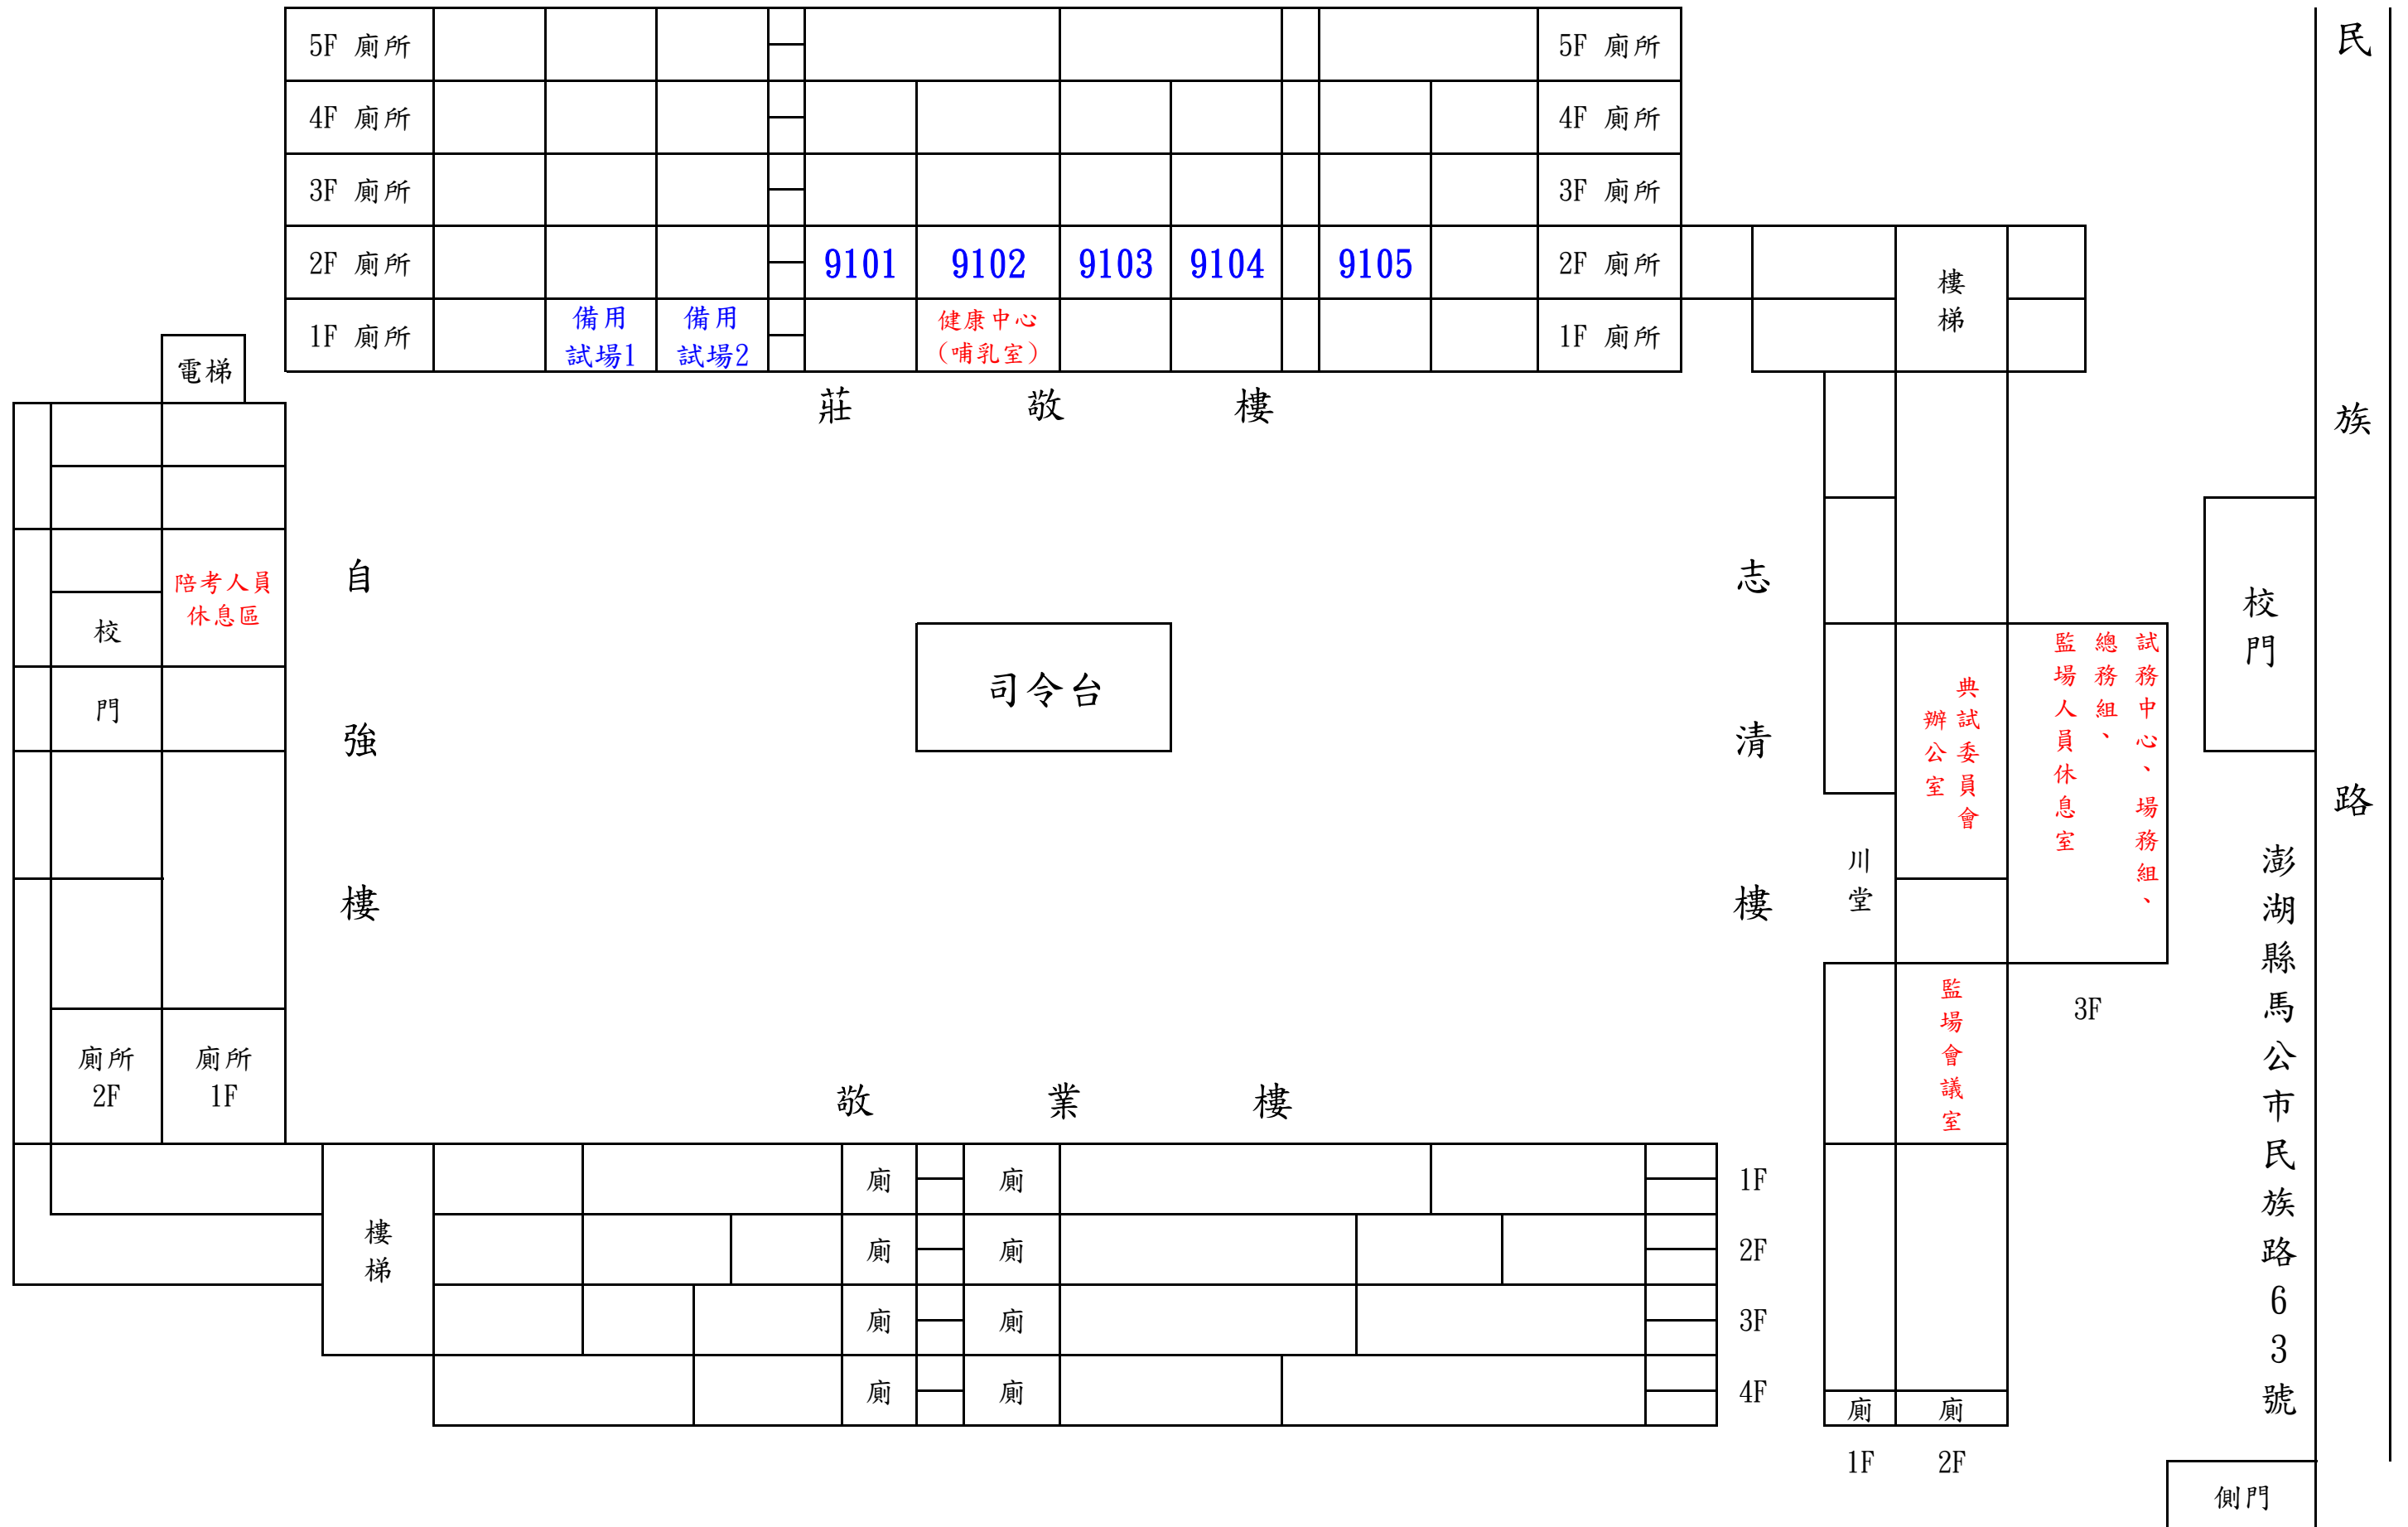 5F 廁所
5F 廁所
4F 廁所
4F 廁所
3F 廁所
3F 廁所
2F 廁所
9101
9102
9103
9104
9105
2F 廁所
1F 廁所
備用
試場1
備用
試場2
健康中心
(哺乳室)
1F 廁所
樓梯
電梯
莊敬樓
陪考人員
休息區
校門
自強樓
司令台
志清樓
川堂
典試委員會
辦公室
試務中心、場務組、
總務組、
監場人員休息室
3F
監場會議室
校門
民族路
澎湖縣馬公市民族路63號
廁所
2F
廁所
1F
敬業樓
樓梯
廁
廁
1F
廁
廁
2F
廁
廁
3F
廁
廁
4F
廁
廁
1F
2F
側門